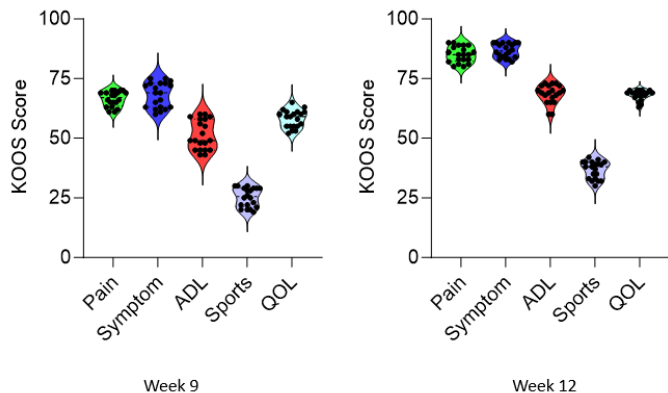 KOOS Score
100
75
50
25
0
Pain
Symptom
ADL
Sports
QOL
Week 9
KOOS Score
100
75
50
25
0
Pain
Symptom
ADL
Sports
QOL
Week 12